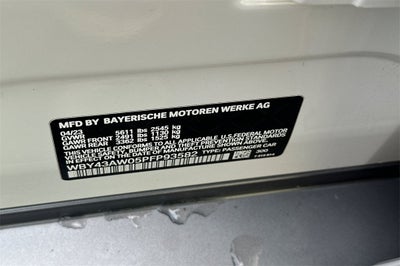 MFD BY BAYERISCHE MOTOREN WERKE AG
04/23 5611 lbs 2545 kg
GVWR
GAWR FRONT 2491 lbs 1130 kg
GAWR REAR 3362 lbs 1525 kg
THIS VEHICLE CONFORMS TO ALL APPLICABLE U.S. FEDERAL MOTOR
VEHICLE SAFETY, BUMPER, AND THEFT PREVENTION STANDARDS
IN EFFECT ON THE DATE OF MANUFACTURE SHOWN ABOVE.
WBY43AW05PFP93582 TYPE: PASSENGER CAR
300